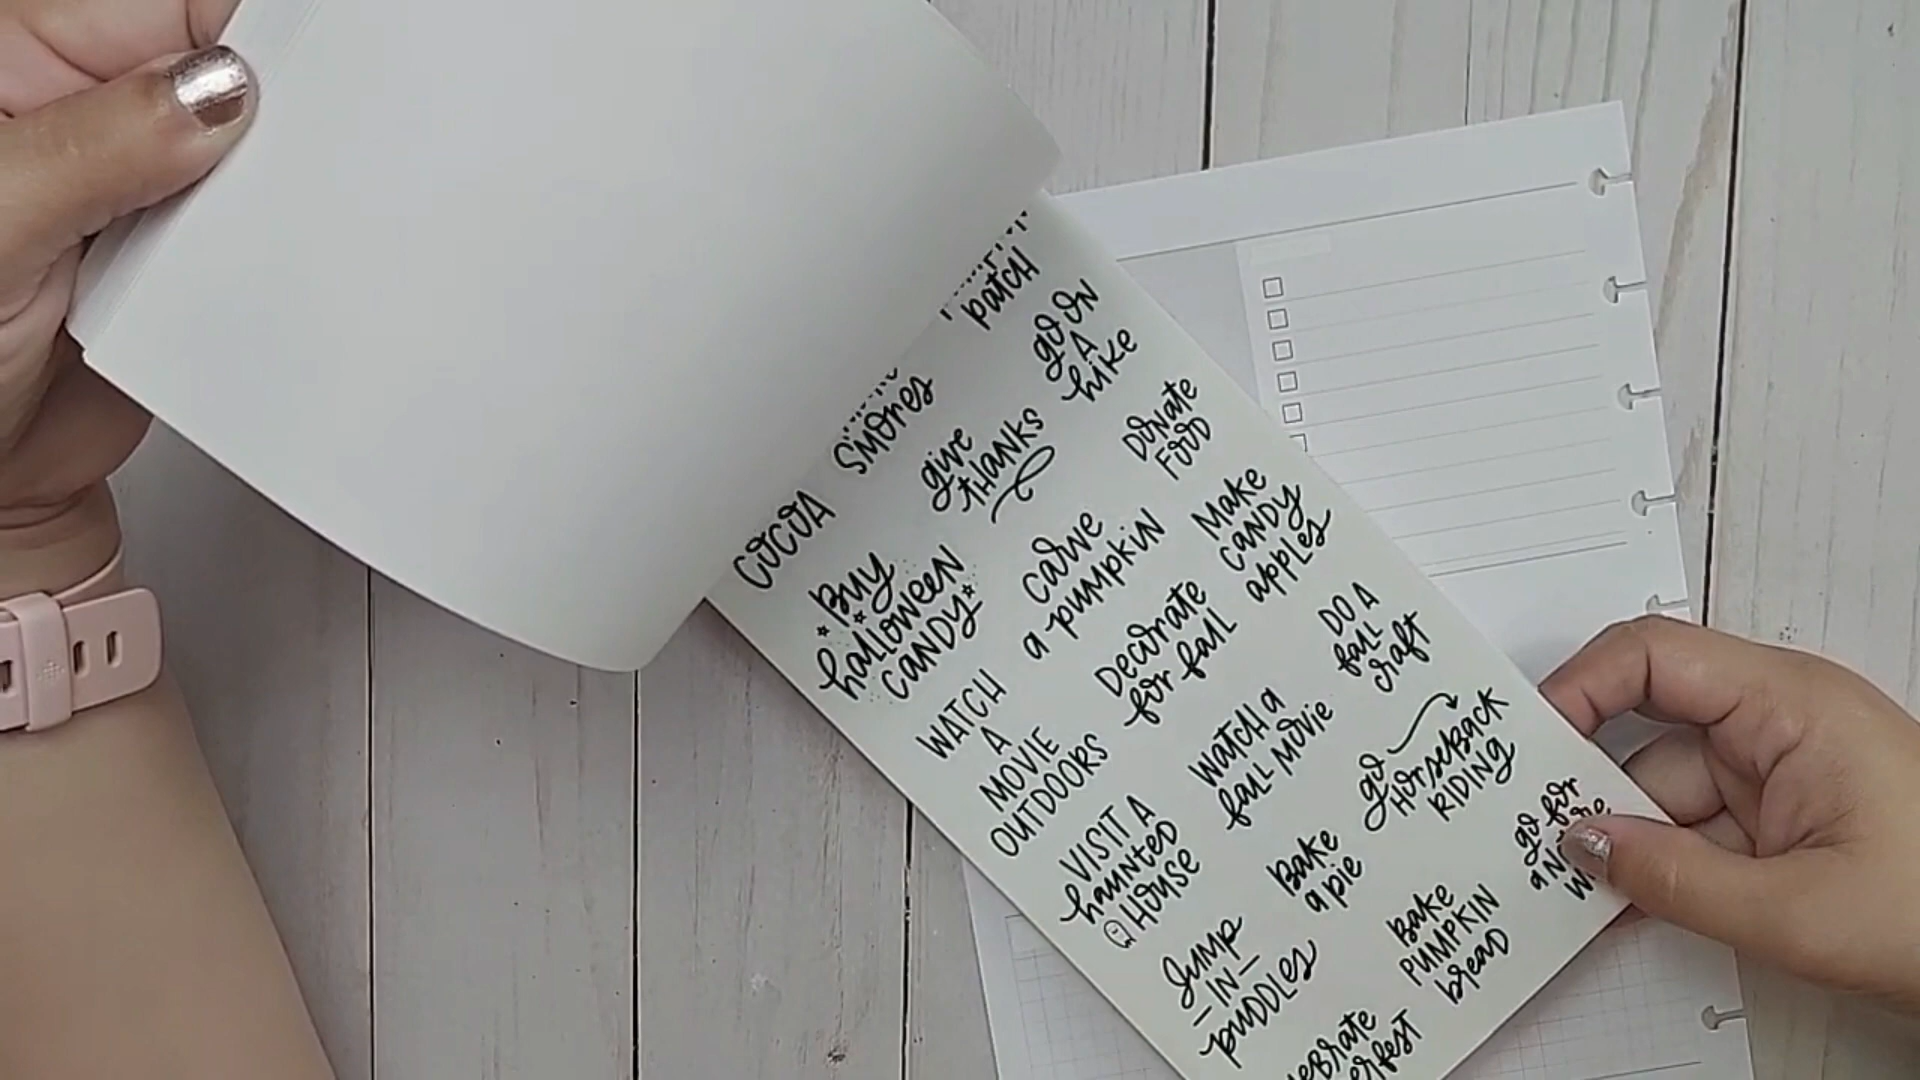 patch
go on
A
hike
smores
give
THANKS
DONATE
FOOD
COCOA
Buy
halloween
CANDY
carve
a pumpkin
Make
CANDY
apples
Decorate
for fall
DO A
fall
craft
WATCH
A
MOVIE
OUTDOORS
WATCH a
fall movie
go
Horseback
RIDING
VISIT A
haunted
House
Bake
a pie
go for
a
Jump
-IN-
puddles
Bake
PUMPKIN
bread